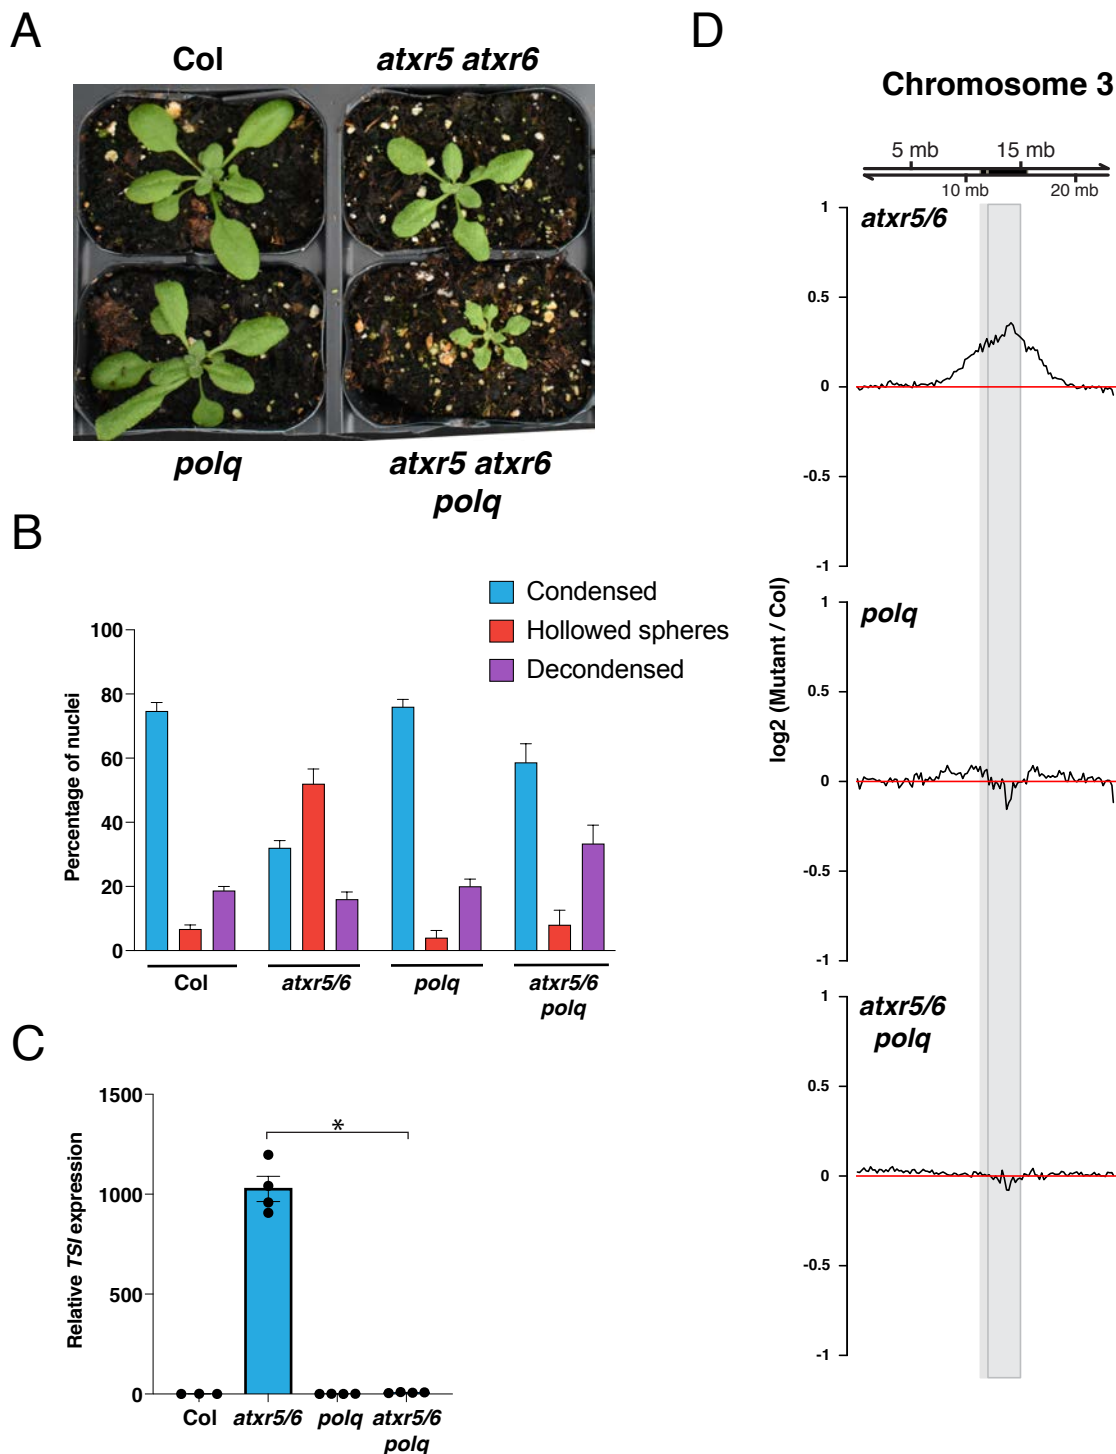 A
Col
atxr5 atxr6
polq
atxr5 atxr6
polq
B
Condensed
Hollowed spheres
Decondensed
Percentage of nuclei
100
80
60
40
20
0
Col
atxr5/6
polq
atxr5/6
polq
C
Relative TSI expression
1500
1000
500
0
*
Col
atxr5/6
polq
atxr5/6
polq
D
Chromosome 3
5 mb
15 mb
10 mb
20 mb
log2 (Mutant / Col)
atxr5/6
1
0.5
0
-0.5
-1
polq
1
0.5
0
-0.5
-1
atxr5/6
polq
1
0.5
0
-0.5
-1